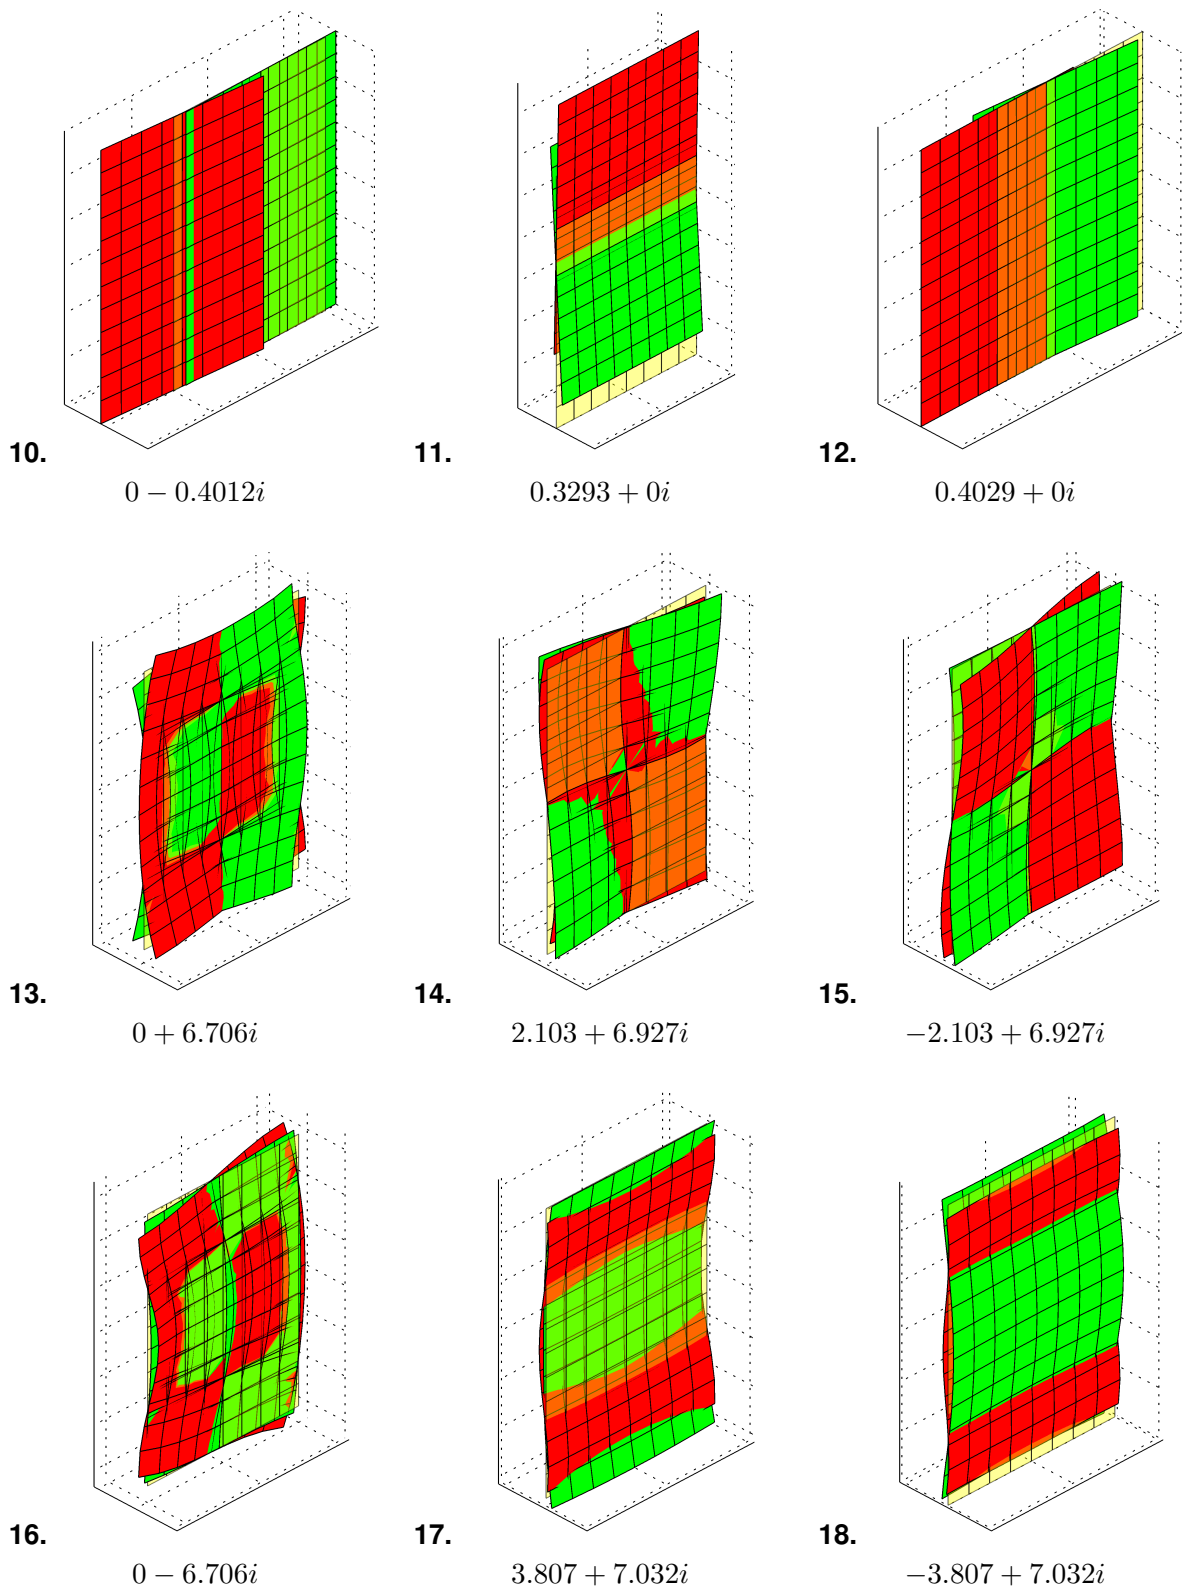 10. 11. 12.
0 − 0.4012i 0.3293 + 0i 0.4029 + 0i
13. 14. 15.
0 + 6.706i 2.103 + 6.927i −2.103 + 6.927i
16. 17. 18.
0 − 6.706i 3.807 + 7.032i −3.807 + 7.032i